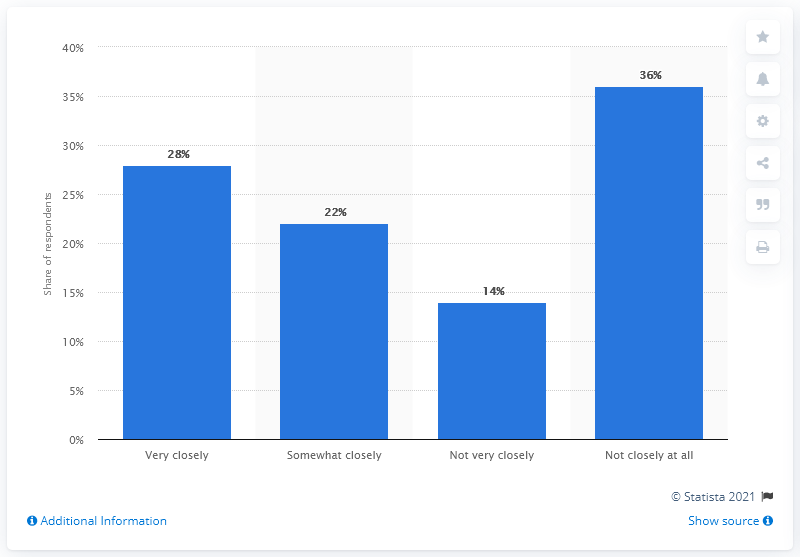 40%
35%
30%
25%
20%
15%
10%
5%
0%
Share of respondents
28%
22%
14%
36%
Very closely
Somewhat closely
Not very closely
Not closely at all
© Statista 2021
Additional Information
Show source